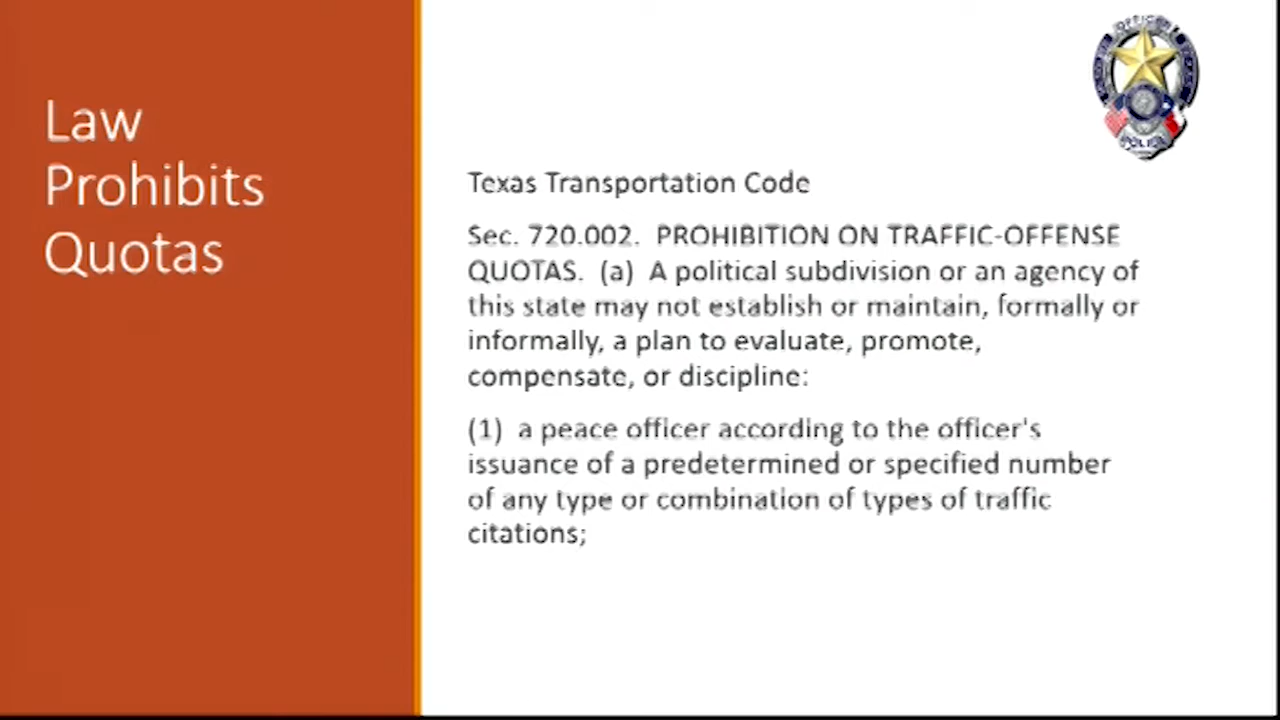 Law
Prohibits
Quotas
OFFICER
POLICE
Texas Transportation Code
Sec. 720.002.  PROHIBITION ON TRAFFIC-OFFENSE
QUOTAS.  (a)  A political subdivision or an agency of
this state may not establish or maintain, formally or
informally, a plan to evaluate, promote,
compensate, or discipline:
(1)  a peace officer according to the officer's
issuance of a predetermined or specified number
of any type or combination of types of traffic
citations;